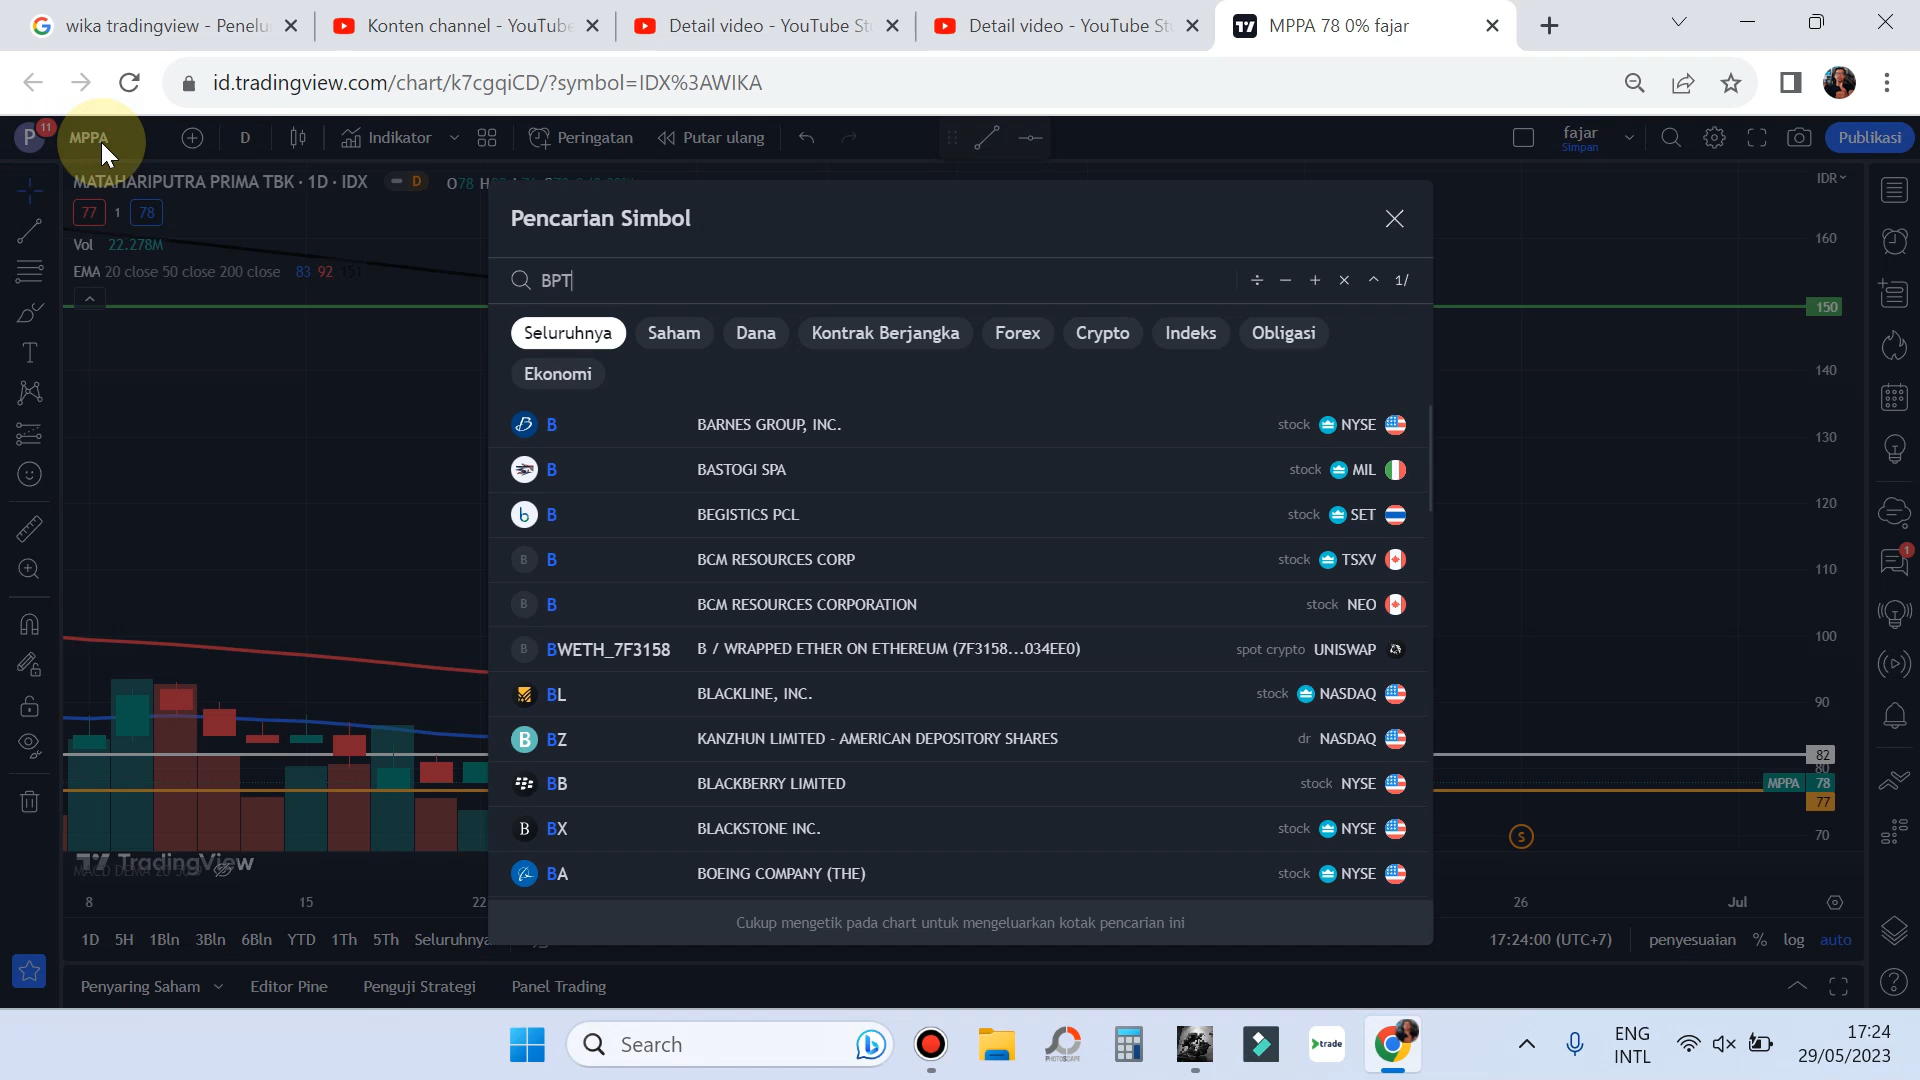 wika tradingview - Penelu
Konten channel - YouTube
Detail video - YouTube St
Detail video - YouTube St
MPPA 78 0% fajar
id.tradingview.com/chart/k7cgqiCD/?symbol=IDX%3AWIKA
P 11 MPPA D Indikator Peringatan Putar ulang fajar Simpan Publikasi
MATAHARIPUTRA PRIMA TBK · 1D · IDX D O78
IDR
77 1 78
Vol 22.278M
EMA 20 close 50 close 200 close 83 92 151
Pencarian Simbol
BPT ÷ − + × ^ 1/
Seluruhnya Saham Dana Kontrak Berjangka Forex Crypto Indeks Obligasi
Ekonomi
B BARNES GROUP, INC. stock NYSE
B BASTOGI SPA stock MIL
B BEGISTICS PCL stock SET
B B BCM RESOURCES CORP stock TSXV
B B BCM RESOURCES CORPORATION stock NEO
B BWETH_7F3158 B / WRAPPED ETHER ON ETHEREUM (7F3158...034EE0) spot crypto UNISWAP
BL BLACKLINE, INC. stock NASDAQ
B BZ KANZHUN LIMITED - AMERICAN DEPOSITORY SHARES dr NASDAQ
BB BLACKBERRY LIMITED stock NYSE
B BX BLACKSTONE INC. stock NYSE
BA BOEING COMPANY (THE) stock NYSE
Cukup mengetik pada chart untuk mengeluarkan kotak pencarian ini
160
150
140
130
120
110
100
90
82
80
MPPA 78
77
70
S
1
TradingView
MACD DEMA
8 15 22 26 Jul
1D 5H 1Bln 3Bln 6Bln YTD 1Th 5Th Seluruhnya 17:24:00 (UTC+7) penyesuaian % log auto
Penyaring Saham Editor Pine Penguji Strategi Panel Trading
Search
PHOTOSCAPE
trade
ENG
INTL
17:24
29/05/2023